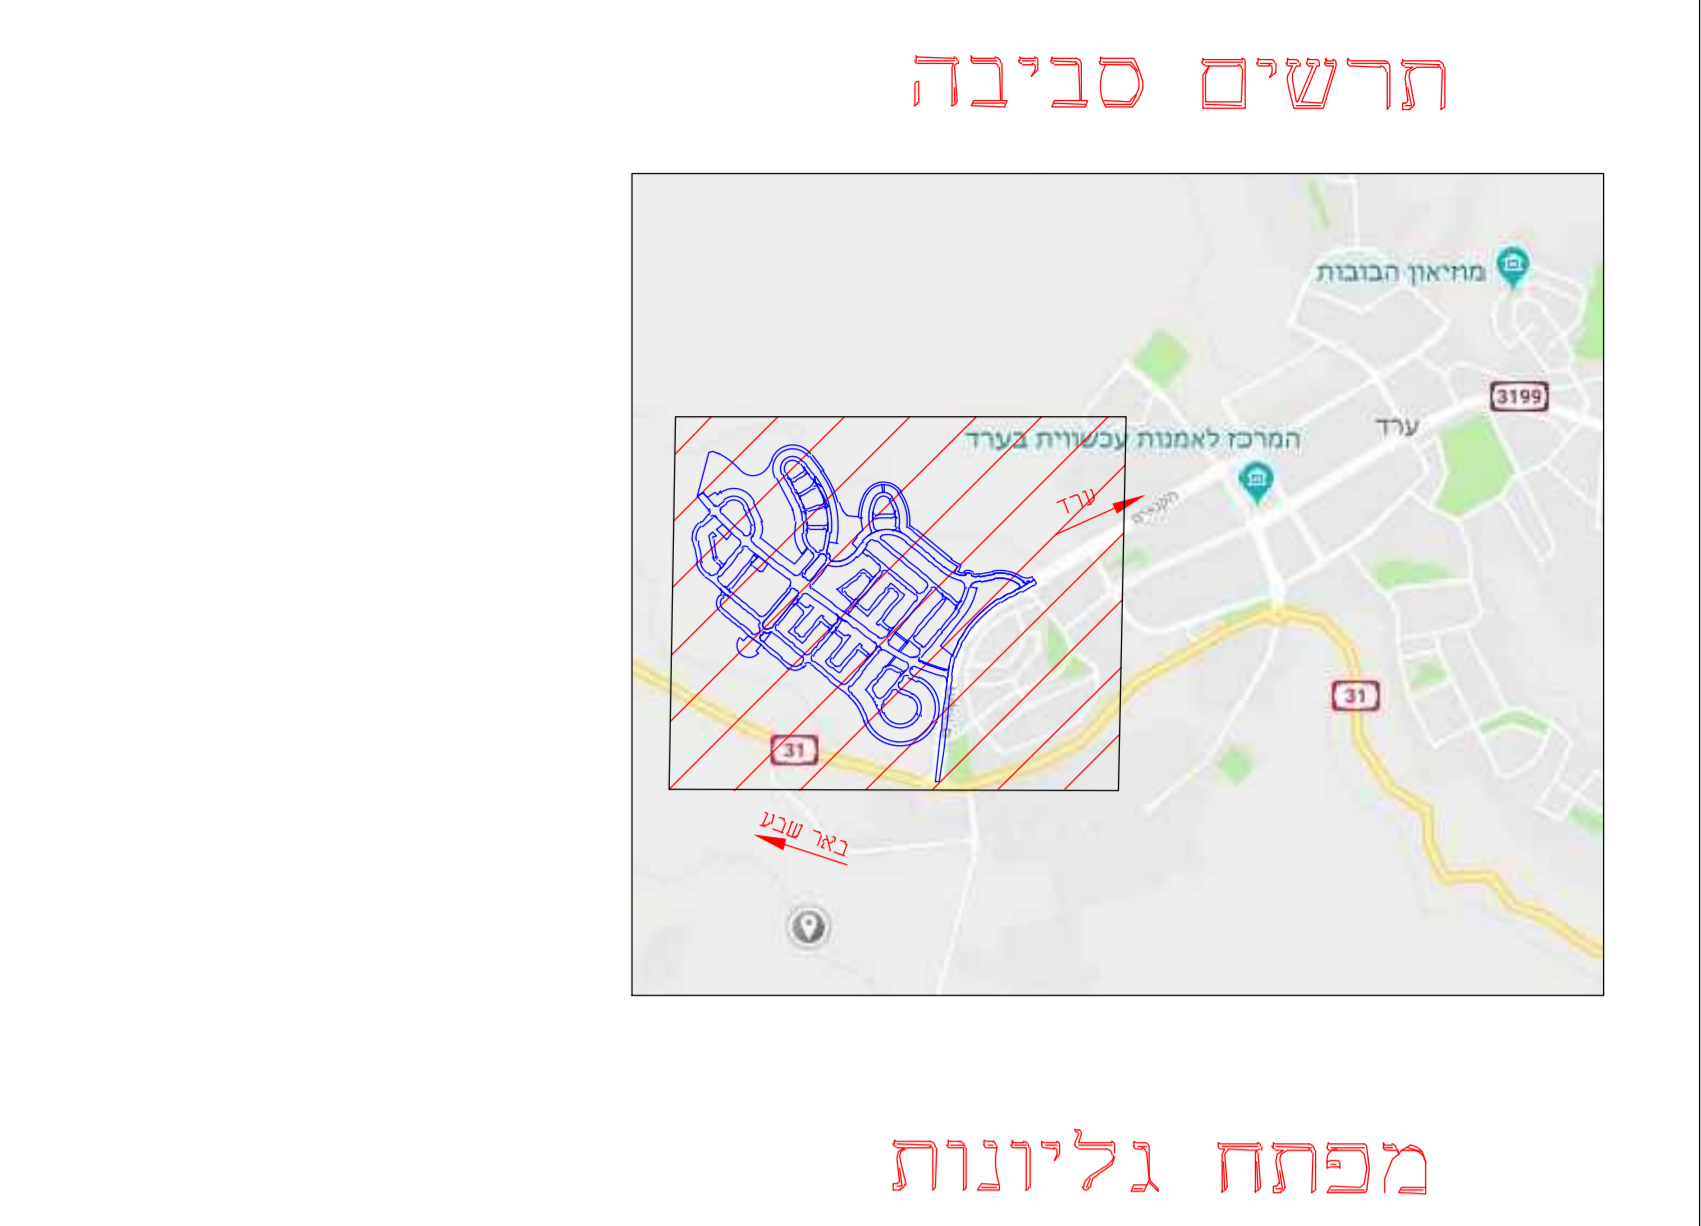 תרשים סביבה
מוזיאון הבובות
3199
ערד
המרכז לאמנות עכשווית בערד
ערד
31
31
באר שבע
מפתח גליונות